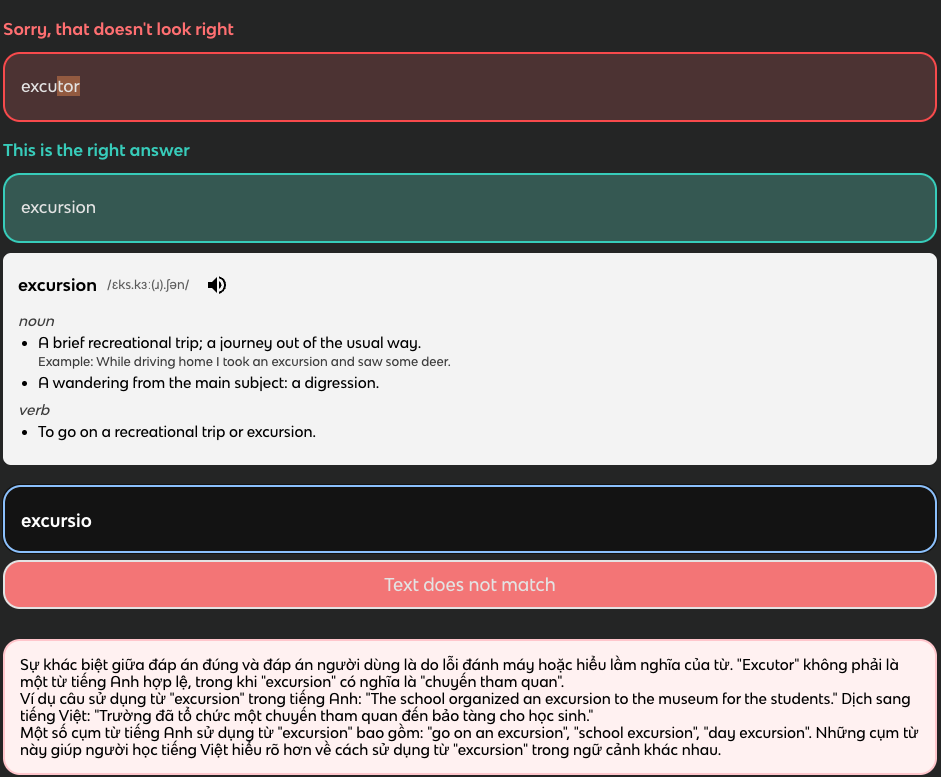 Sorry, that doesn't look right
excutor
This is the right answer
excursion
excursion /ɛks.kɜː(ɹ).ʃən/
noun
• A brief recreational trip; a journey out of the usual way.
Example: While driving home I took an excursion and saw some deer.
• A wandering from the main subject: a digression.
verb
• To go on a recreational trip or excursion.
excursio
Text does not match
Sự khác biệt giữa đáp án đúng và đáp án người dùng là do lỗi đánh máy hoặc hiểu lầm nghĩa của từ. "Excutor" không phải là
một từ tiếng Anh hợp lệ, trong khi "excursion" có nghĩa là "chuyến tham quan".
Ví dụ câu sử dụng từ "excursion" trong tiếng Anh: "The school organized an excursion to the museum for the students." Dịch sang
tiếng Việt: "Trường đã tổ chức một chuyến tham quan đến bảo tàng cho học sinh."
Một số cụm từ tiếng Anh sử dụng từ "excursion" bao gồm: "go on an excursion", "school excursion", "day excursion". Những cụm từ
này giúp người học tiếng Việt hiểu rõ hơn về cách sử dụng từ "excursion" trong ngữ cảnh khác nhau.